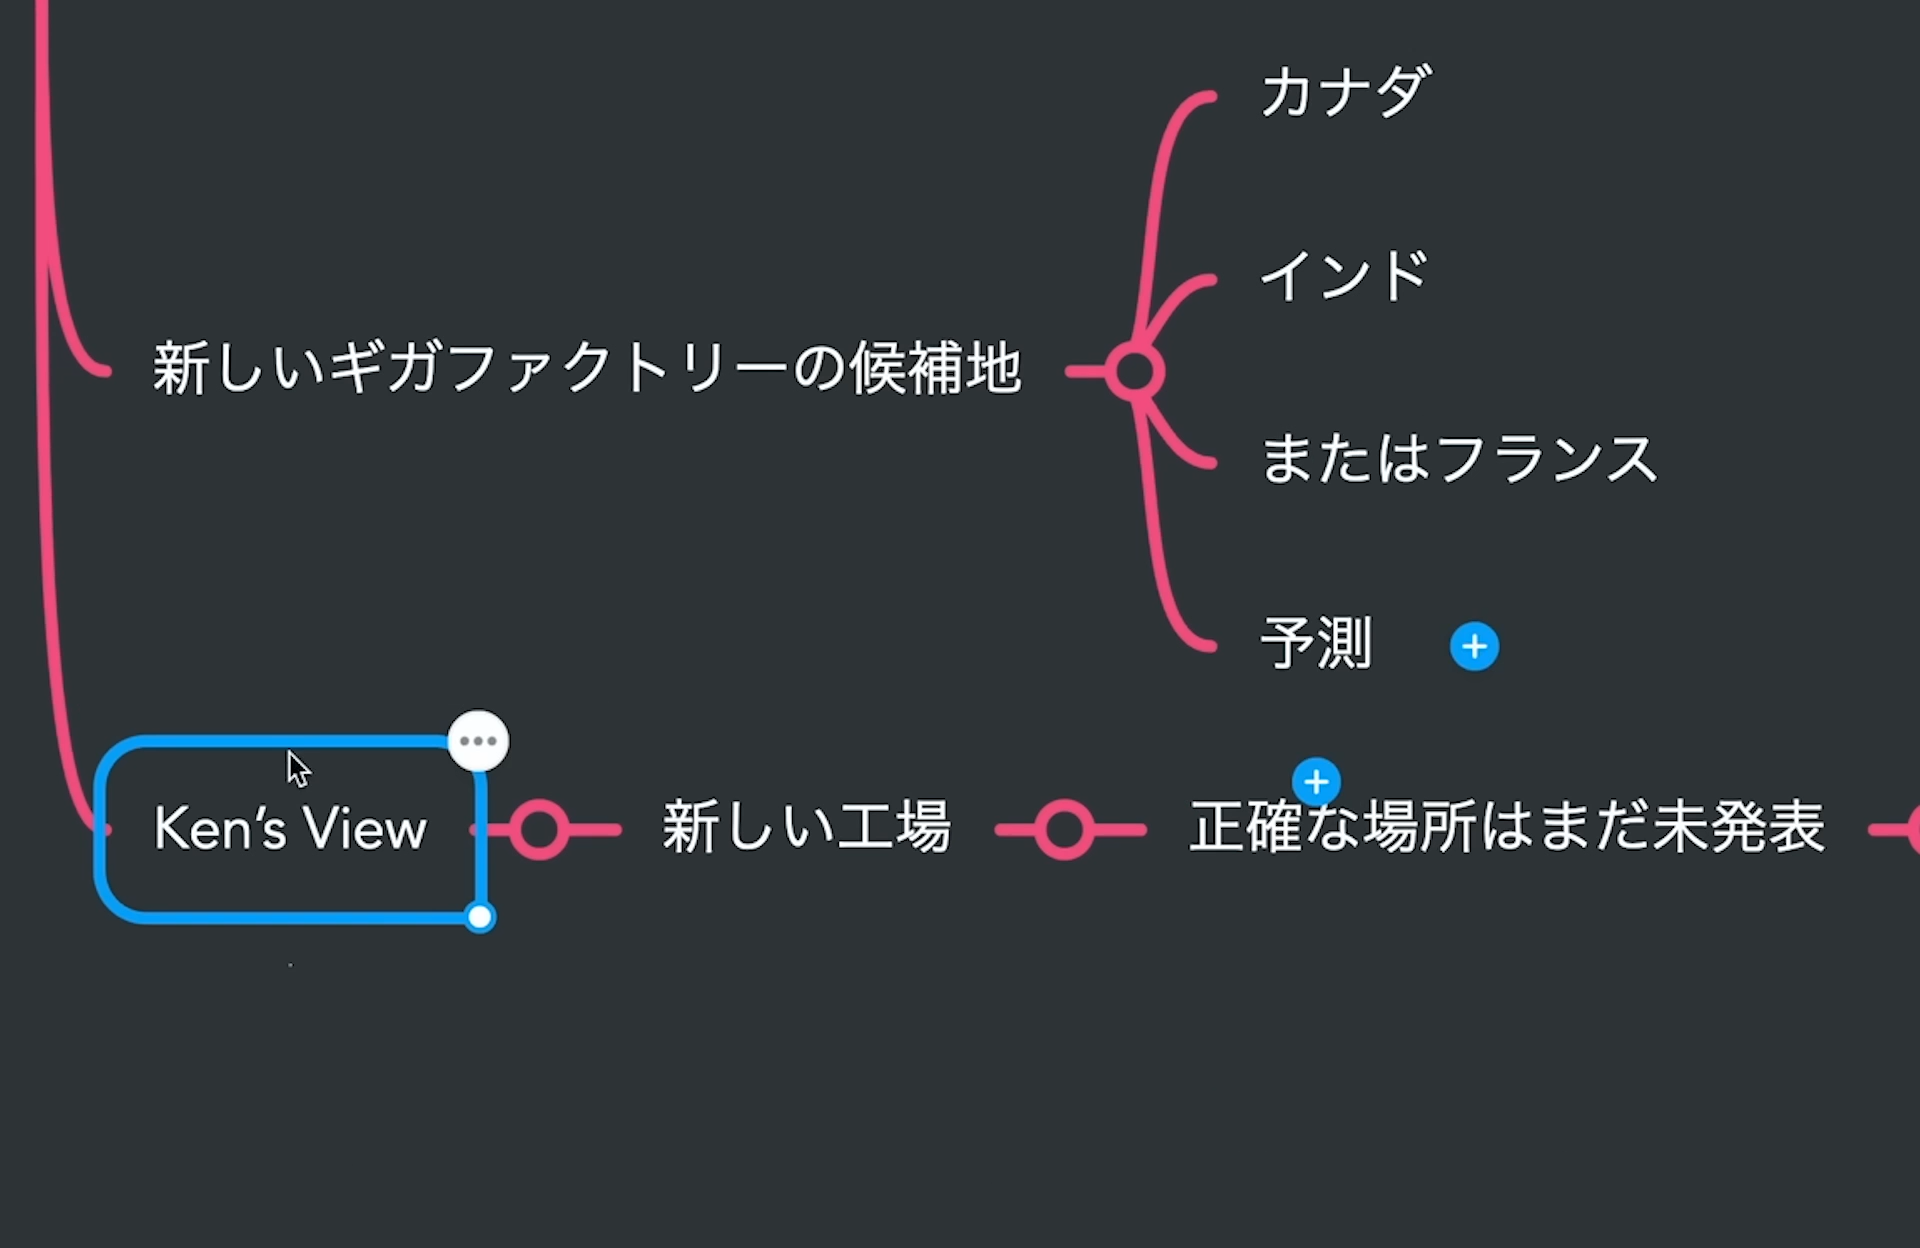 カナダ
インド
新しいギガファクトリーの候補地
またはフランス
予測
Ken's View
新しい工場
正確な場所はまだ未発表